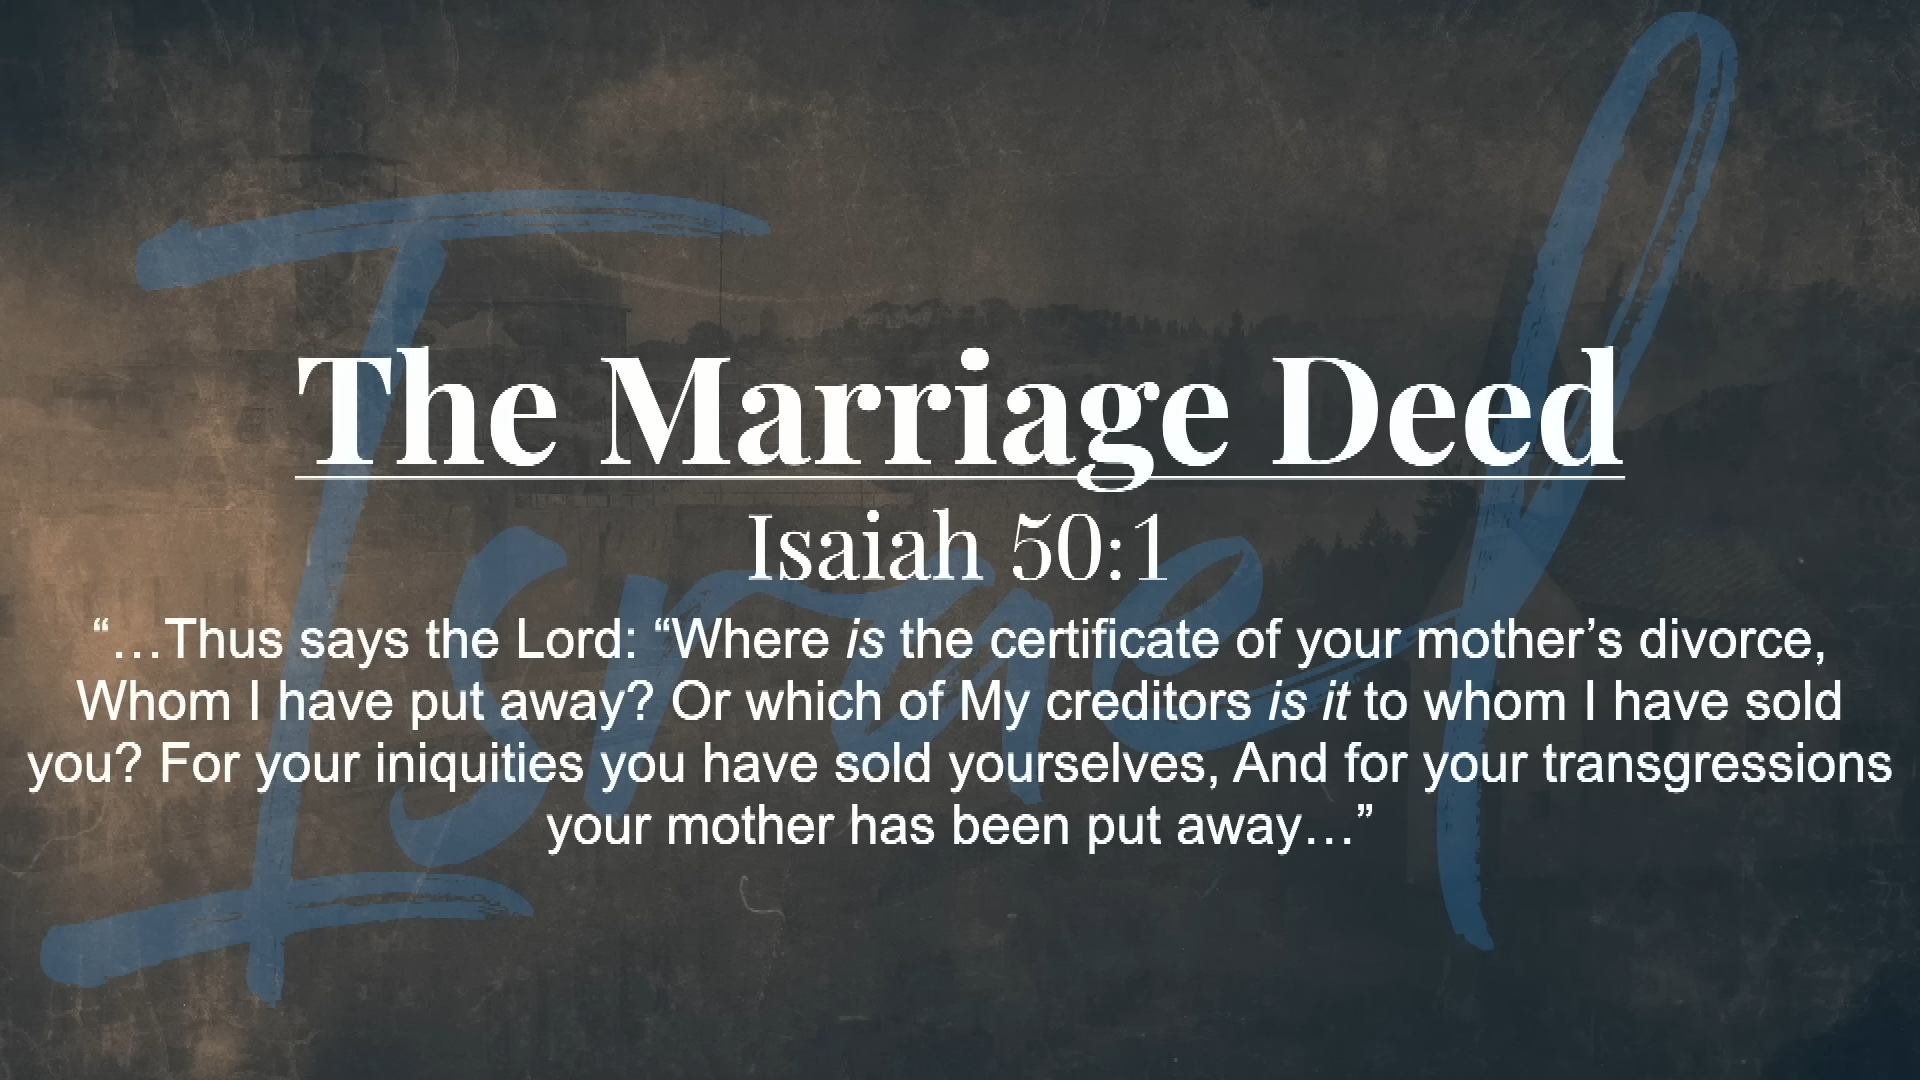 Israel
The Marriage Deed
Isaiah 50:1
“…Thus says the Lord: “Where is the certificate of your mother’s divorce,
Whom I have put away? Or which of My creditors is it to whom I have sold
you? For your iniquities you have sold yourselves, And for your transgressions
your mother has been put away…”